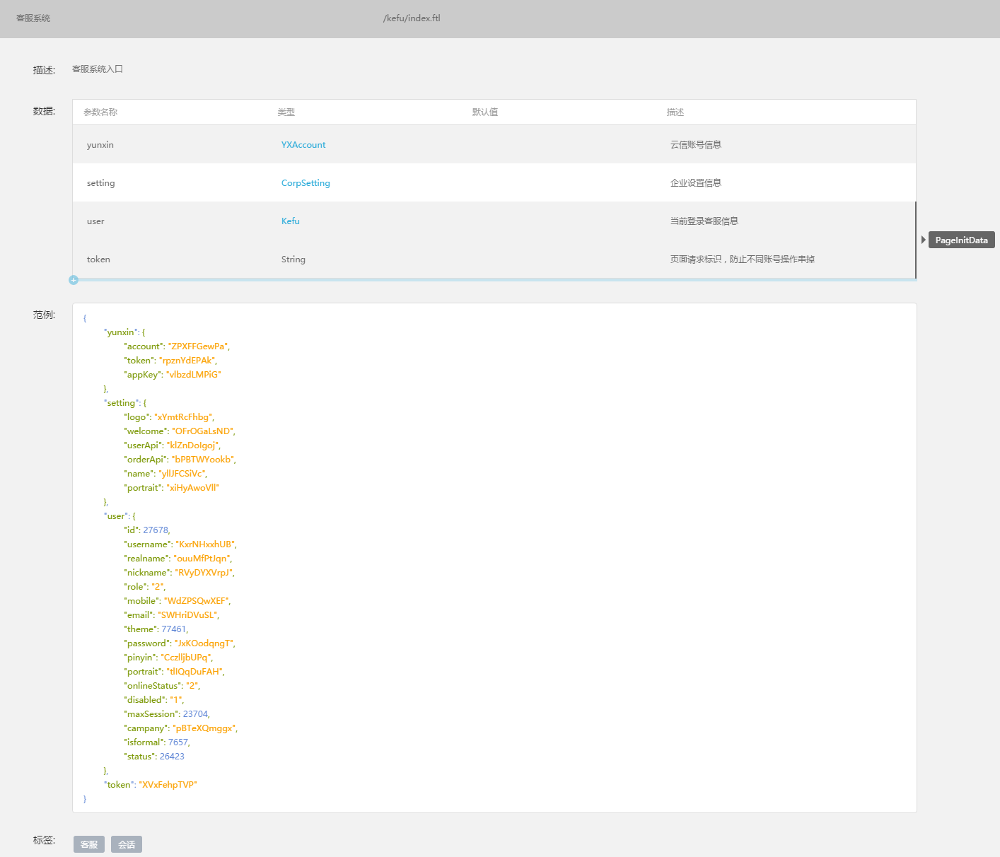 客服系统 /kefu/index.ftl
描述: 客服系统入口
数据: 参数名称 类型 默认值 描述
yunxin YXAccount 云信账号信息
setting CorpSetting 企业设置信息
user Kefu 当前登录客服信息
PageInitData
token String 页面请求标识，防止不同账号操作串掉
范例: {
"yunxin": {
"account": "ZPXFFGewPa",
"token": "rpznYdEPAk",
"appKey": "vlbzdLMPiG"
},
"setting": {
"logo": "xYmtRcFhbg",
"welcome": "OFrOGaLsND",
"userApi": "klZnDoIgoj",
"orderApi": "bPBTWYookb",
"name": "yllJFCSiVc",
"portrait": "xiHyAwoVll"
},
"user": {
"id": 27678,
"username": "KxrNHxxhUB",
"realname": "ouuMfPtJqn",
"nickname": "RVyDYXVrpJ",
"role": "2",
"mobile": "WdZPSQwXEF",
"email": "SWHriDVuSL",
"theme": 77461,
"password": "JxKOodqngT",
"pinyin": "CczlljbUPq",
"portrait": "tlIQqDuFAH",
"onlineStatus": "2",
"disabled": "1",
"maxSession": 23704,
"campany": "pBTeXQmggx",
"isformal": 7657,
"status": 26423
},
"token": "XVxFehpTVP"
}
标签: 客服 会话